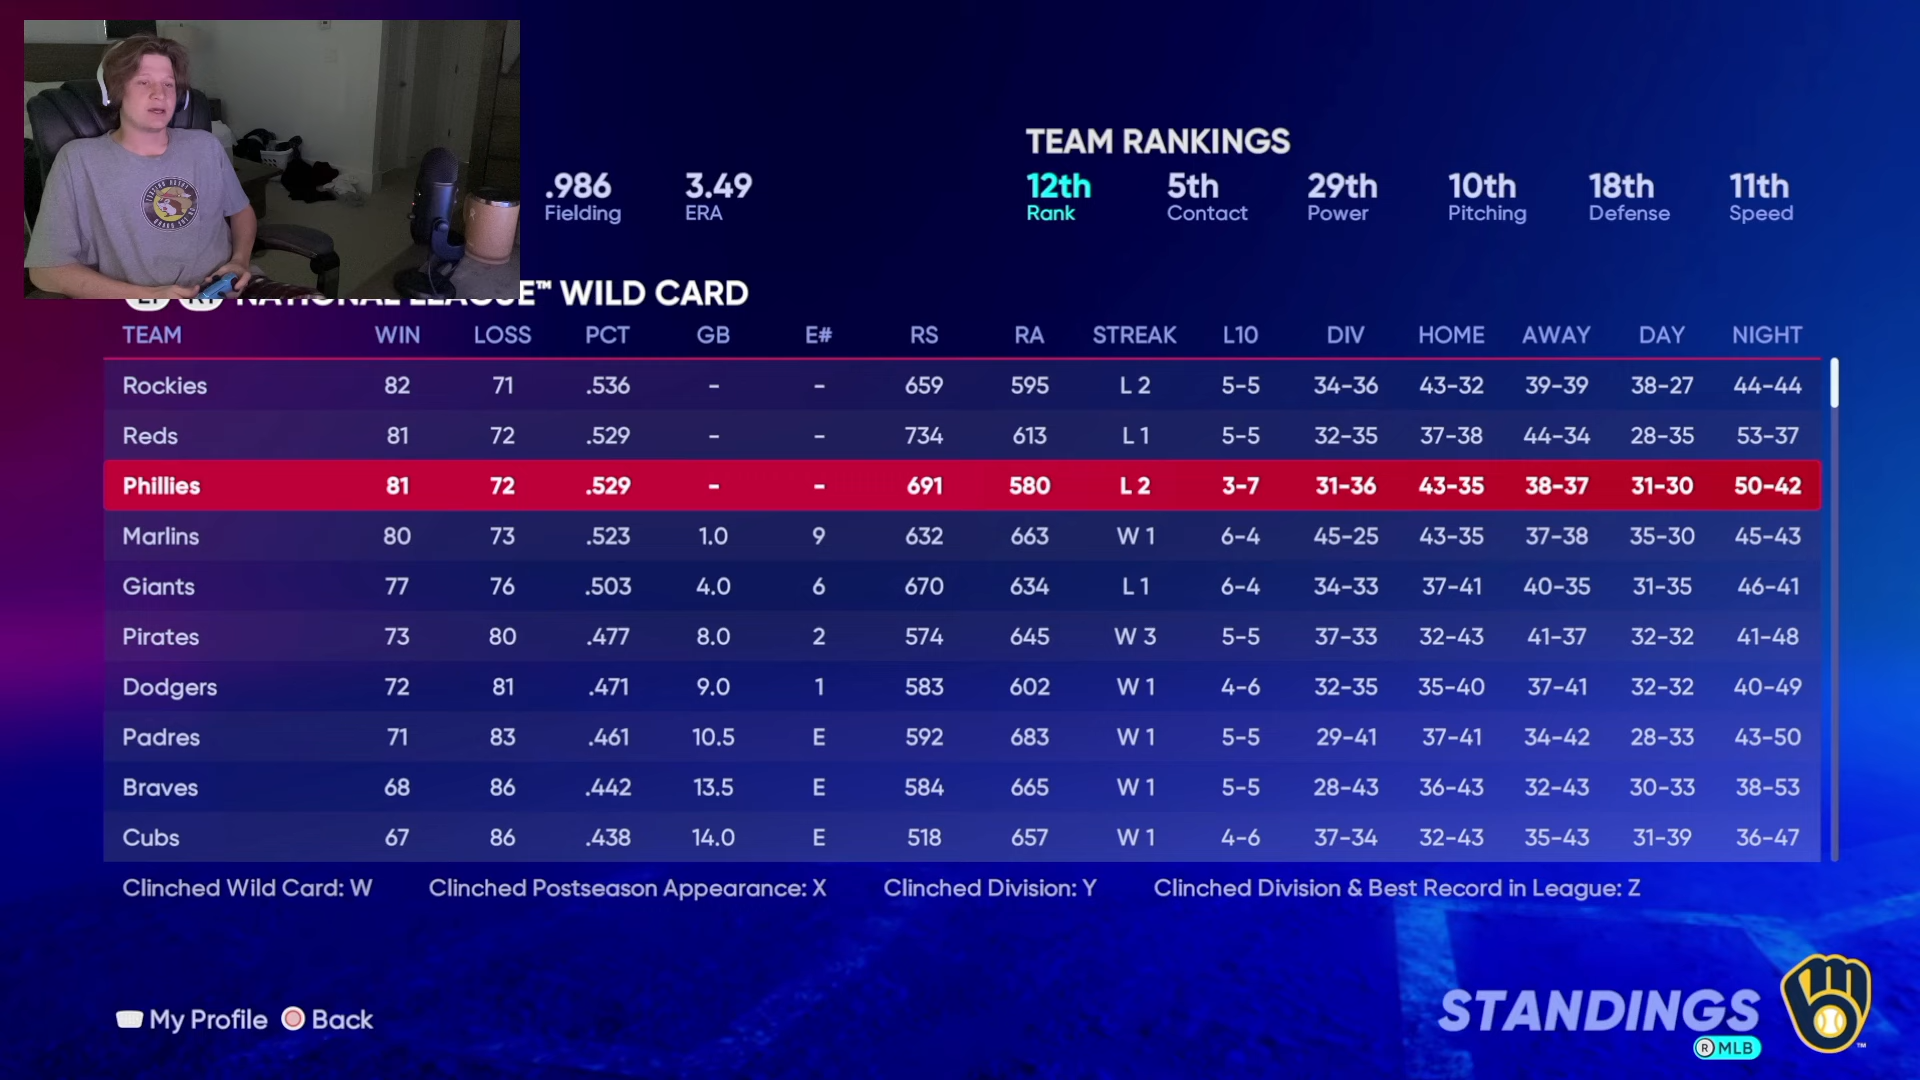 TEAM RANKINGS
.986 3.49 12th 5th 29th 10th 18th 11th
Fielding ERA Rank Contact Power Pitching Defense Speed
NATIONAL LEAGUE™ WILD CARD
TEAM WIN LOSS PCT GB E# RS RA STREAK L10 DIV HOME AWAY DAY NIGHT
Rockies 82 71 .536 - - 659 595 L 2 5-5 34-36 43-32 39-39 38-27 44-44
Reds 81 72 .529 - - 734 613 L 1 5-5 32-35 37-38 44-34 28-35 53-37
Phillies 81 72 .529 - - 691 580 L 2 3-7 31-36 43-35 38-37 31-30 50-42
Marlins 80 73 .523 1.0 9 632 663 W 1 6-4 45-25 43-35 37-38 35-30 45-43
Giants 77 76 .503 4.0 6 670 634 L 1 6-4 34-33 37-41 40-35 31-35 46-41
Pirates 73 80 .477 8.0 2 574 645 W 3 5-5 37-33 32-43 41-37 32-32 41-48
Dodgers 72 81 .471 9.0 1 583 602 W 1 4-6 32-35 35-40 37-41 32-32 40-49
Padres 71 83 .461 10.5 E 592 683 W 1 5-5 29-41 37-41 34-42 28-33 43-50
Braves 68 86 .442 13.5 E 584 665 W 1 5-5 28-43 36-43 32-43 30-33 38-53
Cubs 67 86 .438 14.0 E 518 657 W 1 4-6 37-34 32-43 35-43 31-39 36-47
Clinched Wild Card: W Clinched Postseason Appearance: X Clinched Division: Y Clinched Division & Best Record in League: Z
My Profile Back
STANDINGS
R MLB